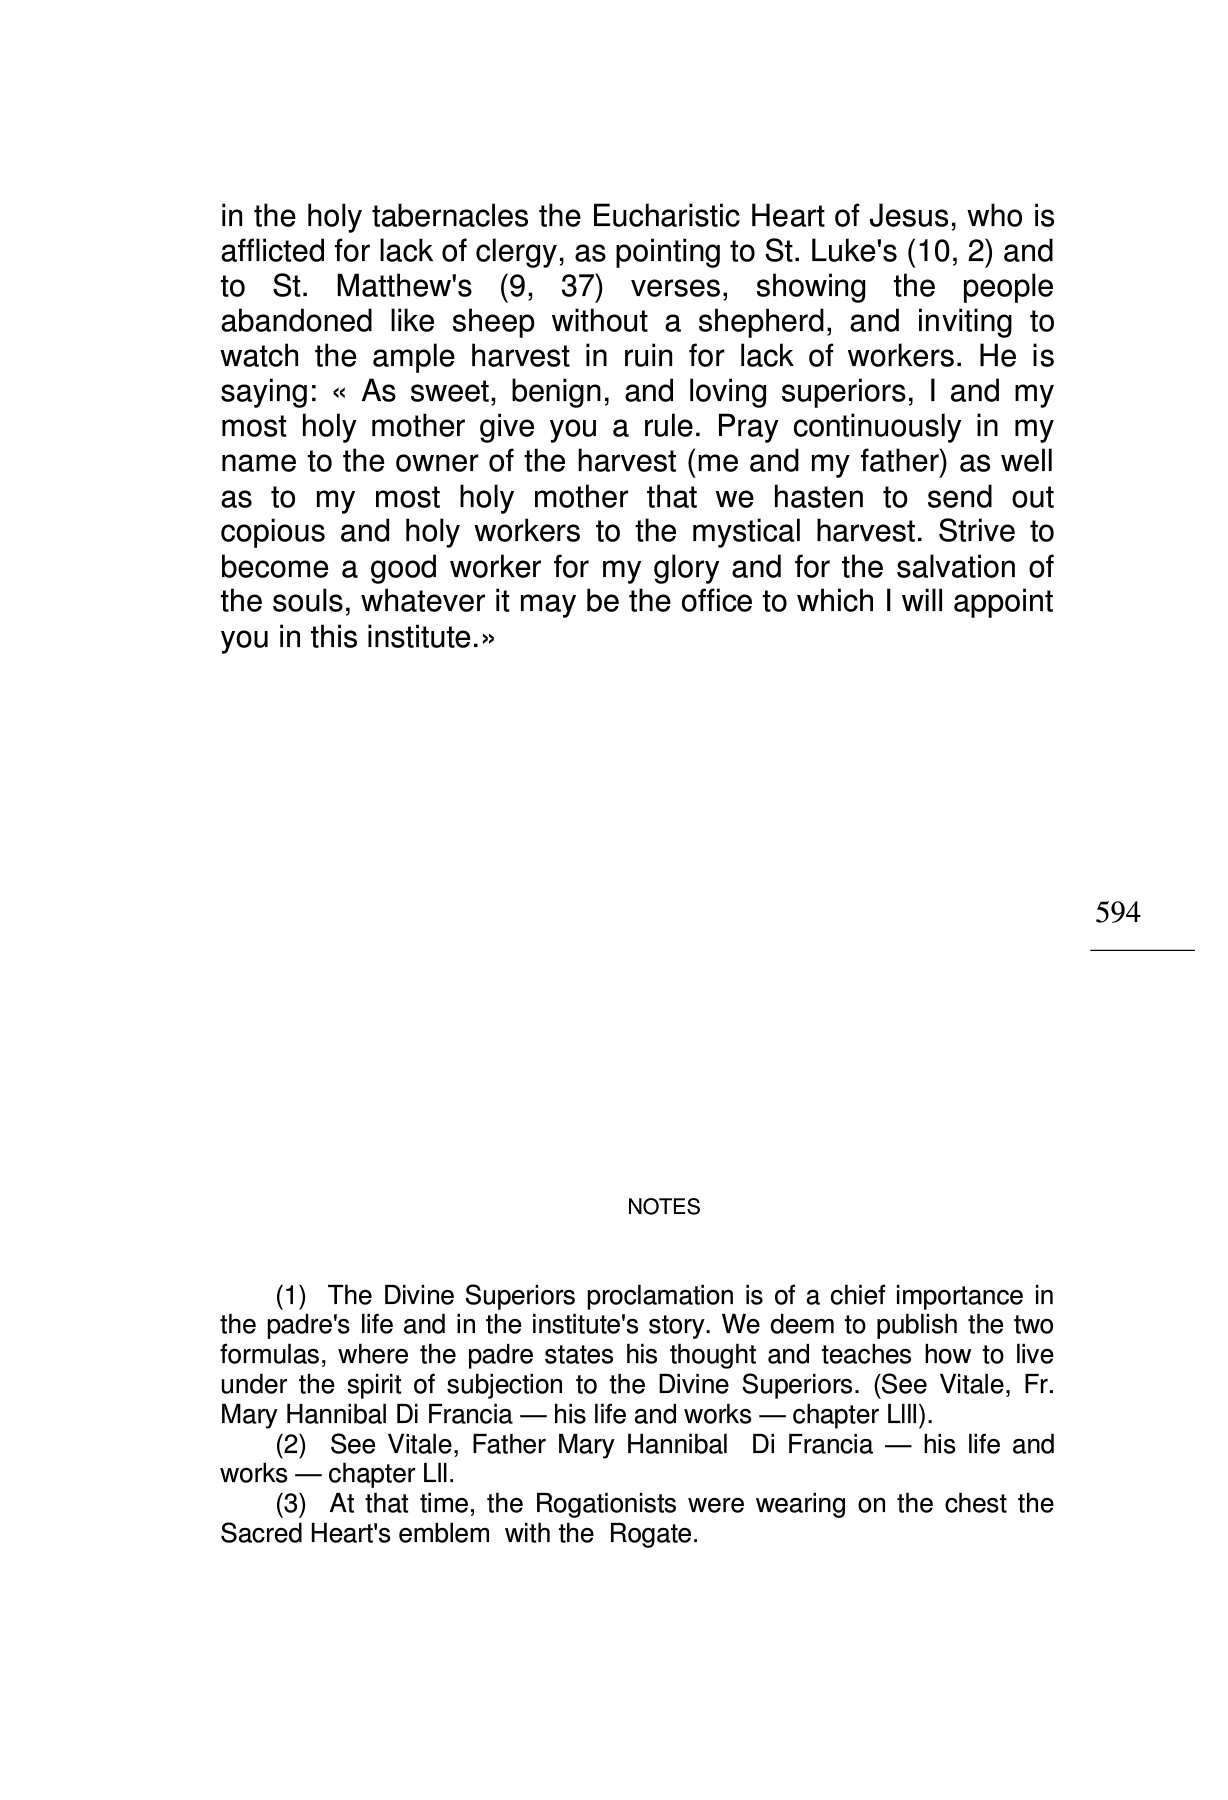 in the holy tabernacles the Eucharistic Heart of Jesus, who is
afflicted for lack of clergy, as pointing to St. Luke's (10, 2) and
to St. Matthew's (9, 37) verses, showing the people
abandoned like sheep without a shepherd, and inviting to
watch the ample harvest in ruin for lack of workers. He is
saying: « As sweet, benign, and loving superiors, I and my
most holy mother give you a rule. Pray continuously in my
name to the owner of the harvest (me and my father) as well
as to my most holy mother that we hasten to send out
copious and holy workers to the mystical harvest. Strive to
become a good worker for my glory and for the salvation of
the souls, whatever it may be the office to which I will appoint
you in this institute.»
594
NOTES
(1) The Divine Superiors proclamation is of a chief importance in
the padre's life and in the institute's story. We deem to publish the two
formulas, where the padre states his thought and teaches how to live
under the spirit of subjection to the Divine Superiors. (See Vitale, Fr.
Mary Hannibal Di Francia — his life and works — chapter Llll).
(2) See Vitale, Father Mary Hannibal Di Francia — his life and
works — chapter Lll.
(3) At that time, the Rogationists were wearing on the chest the
Sacred Heart's emblem with the Rogate.